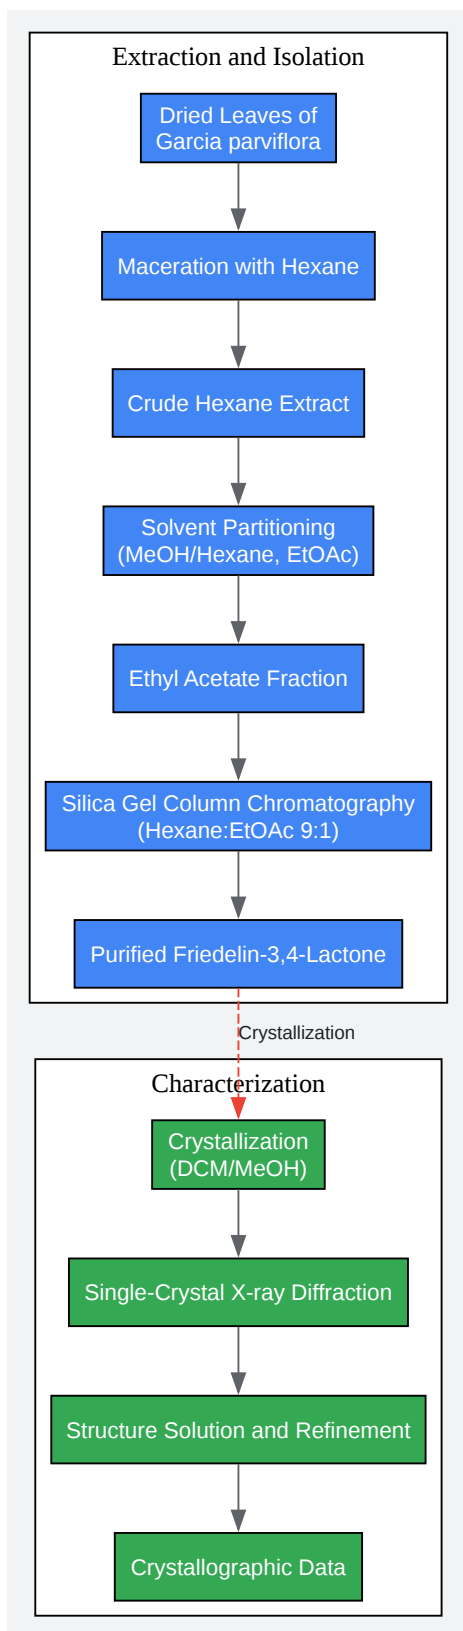 Extraction and Isolation
Dried Leaves of
Garcia parviflora
Maceration with Hexane
Crude Hexane Extract
Solvent Partitioning
(MeOH/Hexane, EtOAc)
Ethyl Acetate Fraction
Silica Gel Column Chromatography
(Hexane:EtOAc 9:1)
Purified Friedelin-3,4-Lactone
Crystallization
Characterization
Crystallization
(DCM/MeOH)
Single-Crystal X-ray Diffraction
Structure Solution and Refinement
Crystallographic Data